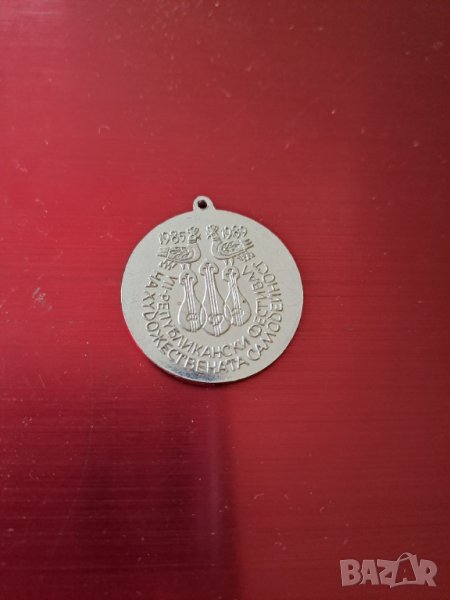 1985 1989
VII-РЕПУБЛИКАНСКИ ФЕСТИВАЛ
НА ХУДОЖЕСТВЕНАТА САМОДЕЙНОСТ
BAZAR